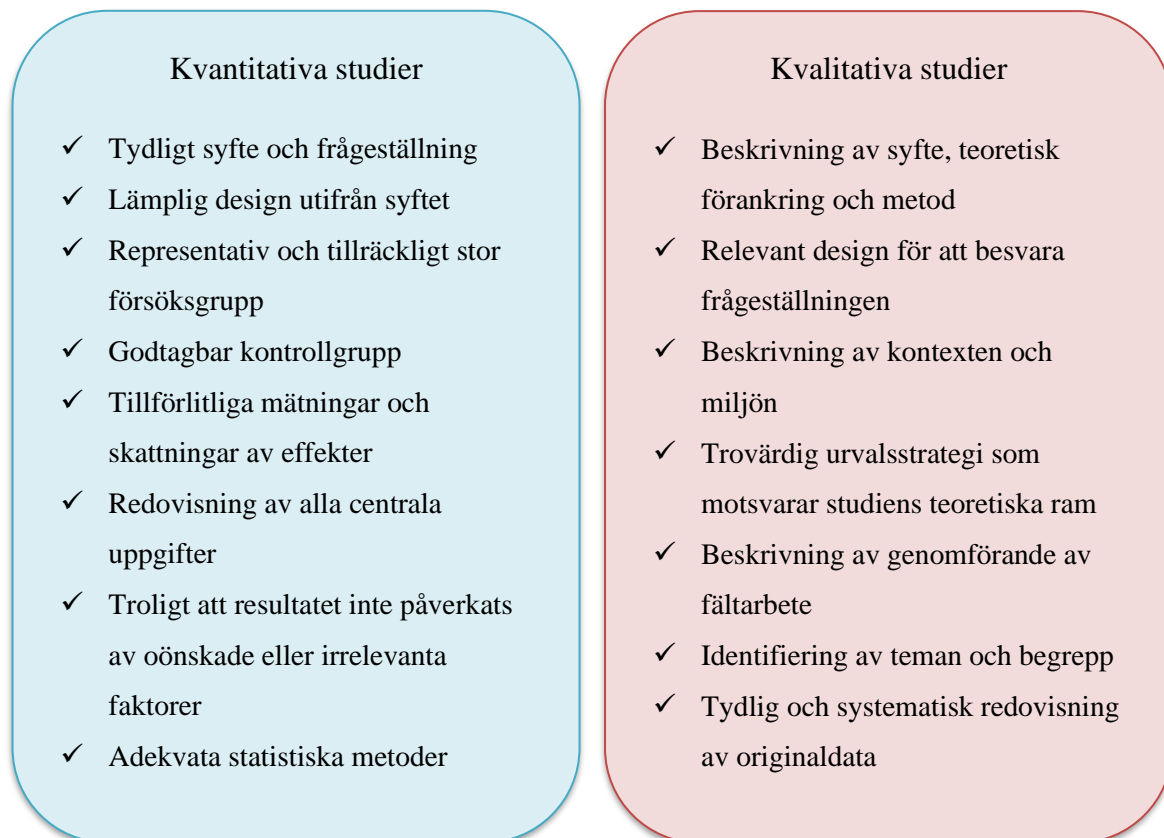 Kvantitativa studier
✓ Tydligt syfte och frågeställning
✓ Lämplig design utifrån syftet
✓ Representativ och tillräckligt stor
försöksgrupp
✓ Godtagbar kontrollgrupp
✓ Tillförlitliga mätningar och
skattningar av effekter
✓ Redovisning av alla centrala
uppgifter
✓ Troligt att resultatet inte påverkats
av oönskade eller irrelevanta
faktorer
✓ Adekvata statistiska metoder
Kvalitativa studier
✓ Beskrivning av syfte, teoretisk
förankring och metod
✓ Relevant design för att besvara
frågeställningen
✓ Beskrivning av kontexten och
miljön
✓ Trovärdig urvalsstrategi som
motsvarar studiens teoretiska ram
✓ Beskrivning av genomförande av
fältarbete
✓ Identifiering av teman och begrepp
✓ Tydlig och systematisk redovisning
av originaldata